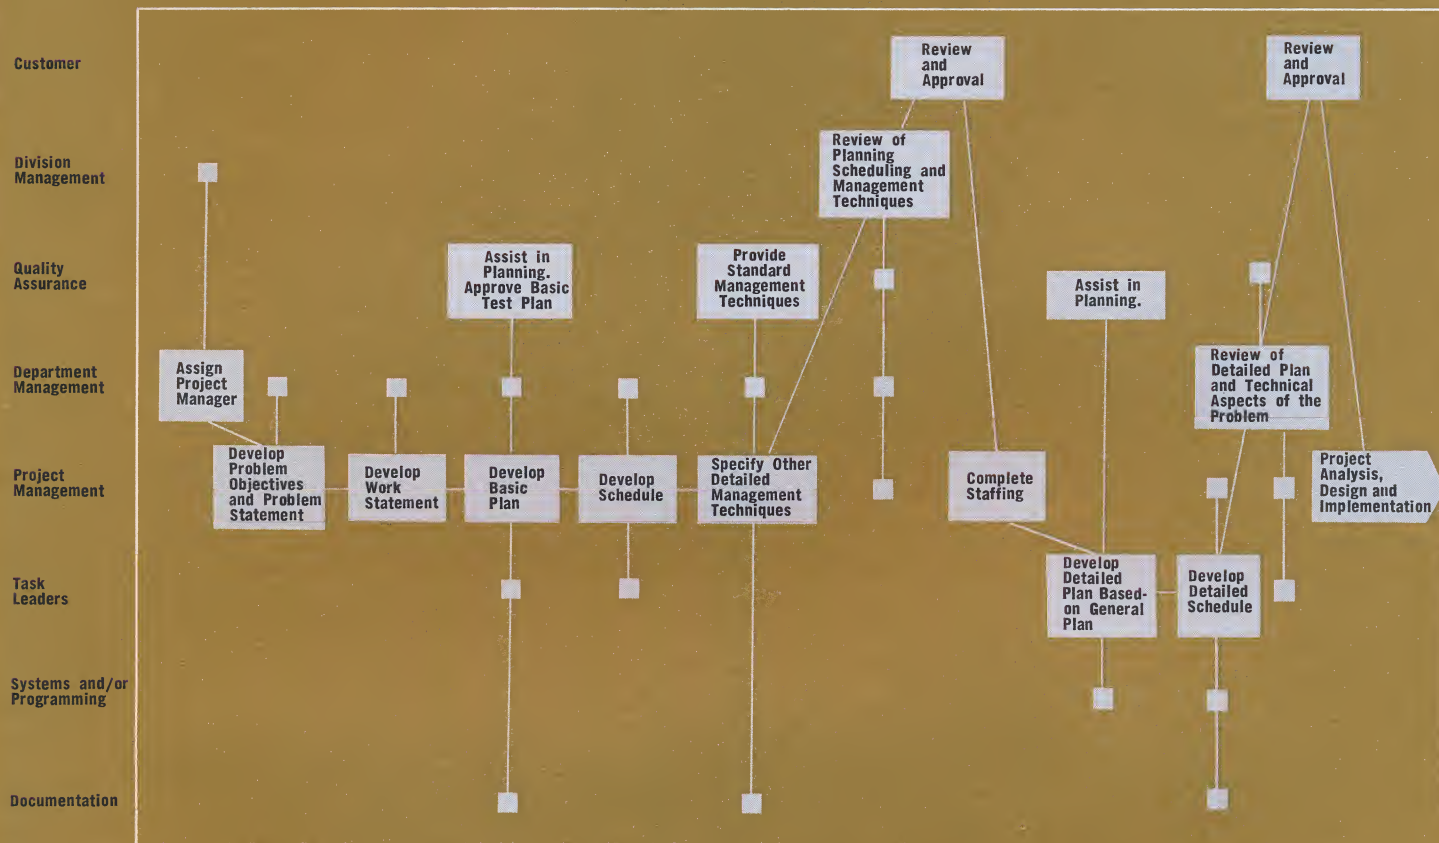 Customer
Division
Management
Quality
Assurance
Department
Management
Project
Management
Task
Leaders
Systems and/or
Programming
Documentation
Assign
Project
Manager
Develop
Problem
Objectives
and Problem
Statement
Develop
Work
Statement
Assist in
Planning.
Approve Basic
Test Plan
Develop
Basic
Plan
Develop
Schedule
Provide
Standard
Management
Techniques
Specify Other
Detailed
Management
Techniques
Review of
Planning
Scheduling and
Management
Techniques
Review
and
Approval
Complete
Staffing
Assist in
Planning.
Develop
Detailed
Plan Based-
on General
Plan
Develop
Detailed
Schedule
Review of
Detailed Plan
and Technical
Aspects of the
Problem
Review
and
Approval
Project
Analysis,
Design and
Implementation